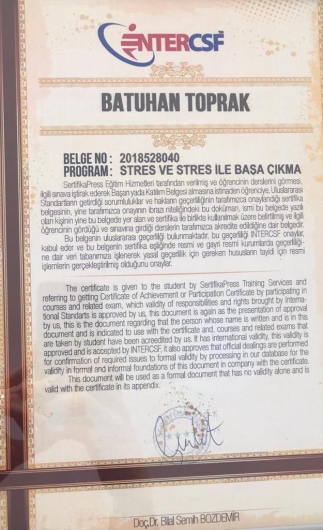 INTERCSF
BATUHAN TOPRAK
BELGE NO : 2018528040
PROGRAM : STRES VE STRES İLE BAŞA ÇIKMA
SertifikaPress Eğitim Hizmetleri tarafından verilmiş ve öğrencinin derslerini görmesi,
ilgili sınava iştirak ederek Başarı yada Katılım Belgesi almasına istinaden öğrenciye, Uluslararası
Standartların getirdiği sorumluluklar ve hakların geçerliliğinin tarafımızca onaylandığı sertifika
belgesinin, yine tarafımızca onayının ibrazı niteliğindeki bu doküman, ismi bu belgede yazılı
olan kişinin yine bu belgede yer alan ve sertifika ile birlikte kullanılmak üzere belirtilmiş ve ilgili
öğrencinin gördüğü ve sınavına girdiği derslerin tarafımızca akredite edildiğine dair belgedir.
Bu belgenin uluslararası geçerliliği bulunmaktadır, bu geçerliliği INTERCSF onaylar,
kabul eder ve bu belgenin sertifika eşliğinde resmi ve gayri resmi kurumlarda geçerliliği-
ne dair veri tabanımızca işlenerek yasal geçerlilik için gereken hususların tayidi için resmi
işlemlerin gerçekleştirilmiş olduğunu onaylar.
The certificate is given to the student by SertifikaPress Training Services and
referring to getting Certificate of Achievement or Participation Certificate by participating in
courses and related exam, which validity of responsibilities and rights brought by Interna-
tional Standarts is approved by us, this document is again as the presentation of approval
by us, this is the document regarding that the person whose name is written and is in this
document and is indicated to use with the certificate and, courses and related exams that
are taken by student have been acredited by us. It has international validity, this validity is
approved and is accepted by INTERCSF, it also approves that official dealings are performed
for confirmation of required issues to formal validity by processing in our database for the
validity in formal and informal foundations of this document in company with the certificate.
This document will be used as a formal document that has no validity alone and is
valid with the certificate in its appendix.
Doç.Dr. Bilal Semih BOZDEMİR